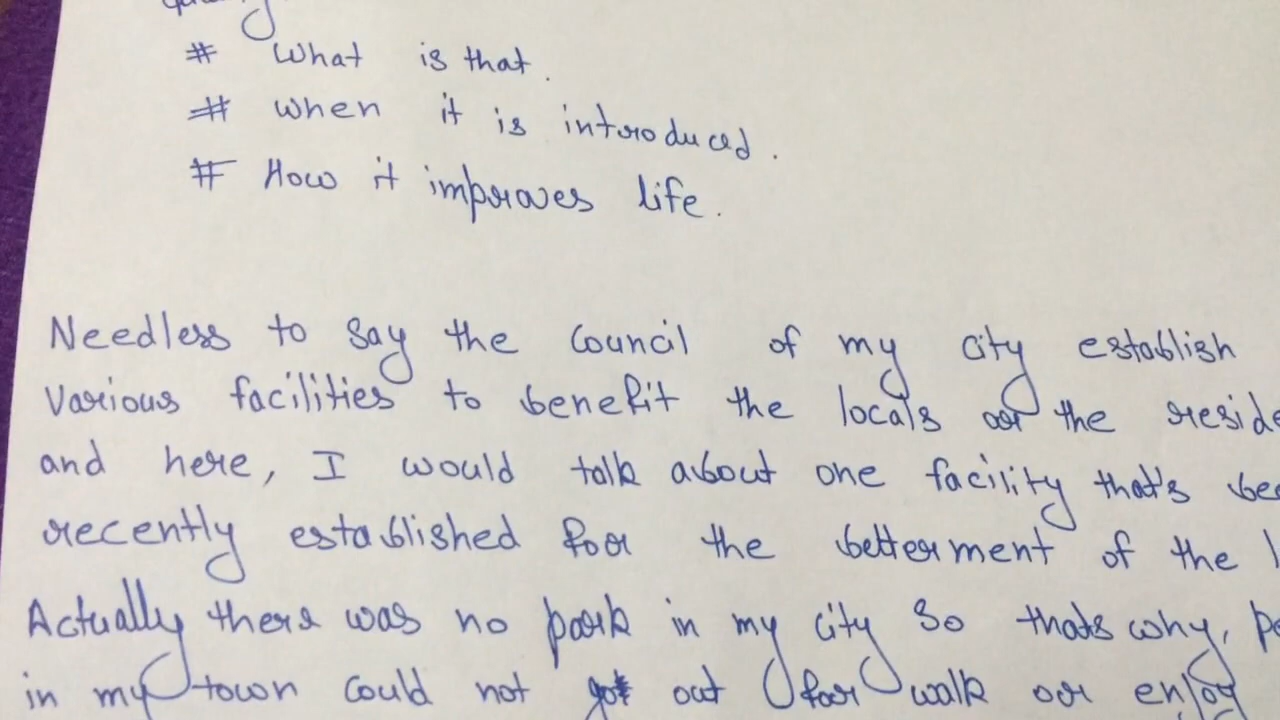 # What is that.
# when it is introduced.
# How it improves life.
Needless to say the council of my city establish
various facilities to benefit the locals or the
and here, I would talk about one facility that's
recently established for the betterment of the
Actually there was no park in my city so thats why,
in my town could not out for walk or enjoy